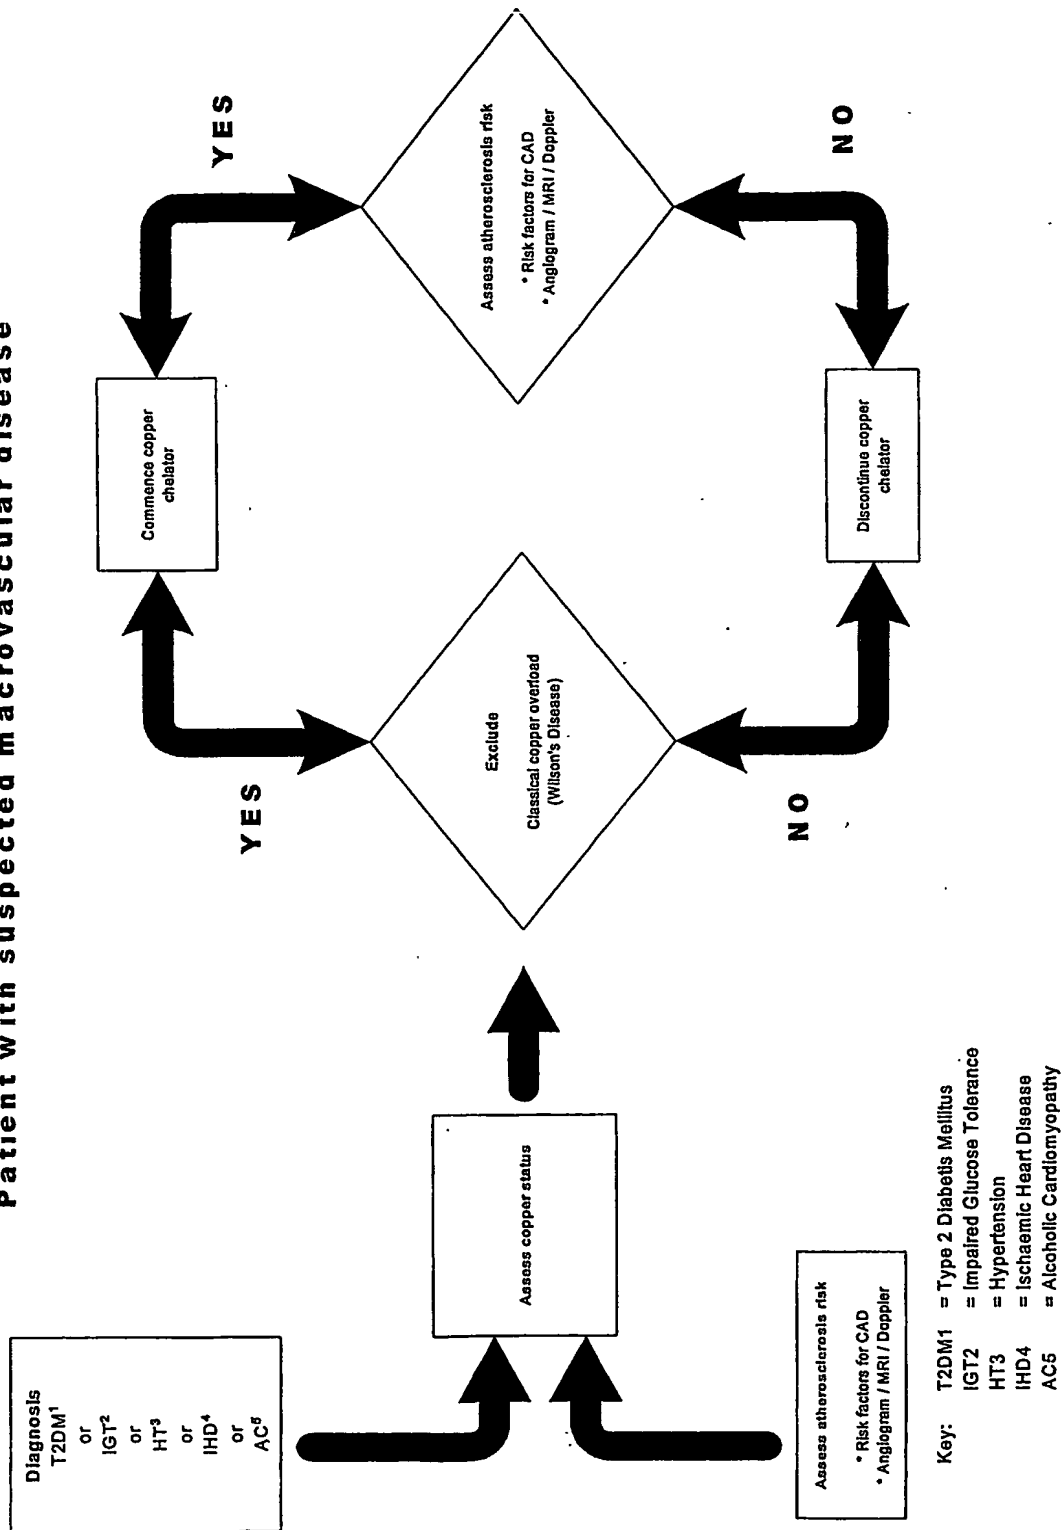 Patient with suspected macrovascular disease
Diagnosis
T2DM¹
or
IGT²
or
HT³
or
IHD⁴
or
AC⁵
Assess atherosclerosis risk
* Risk factors for CAD
* Angiogram / MRI / Doppler
Assess copper status
Exclude
Classical copper overload
(Wilson's Disease)
YES
NO
Commence copper
chelator
Discontinue copper
chelator
YES
NO
Assess atherosclerosis risk
* Risk factors for CAD
* Angiogram / MRI / Doppler
Key: T2DM1 = Type 2 Diabetis Mellitus
IGT2 = Impaired Glucose Tolerance
HT3 = Hypertension
IHD4 = Ischaemic Heart Disease
AC5 = Alcoholic Cardiomyopathy